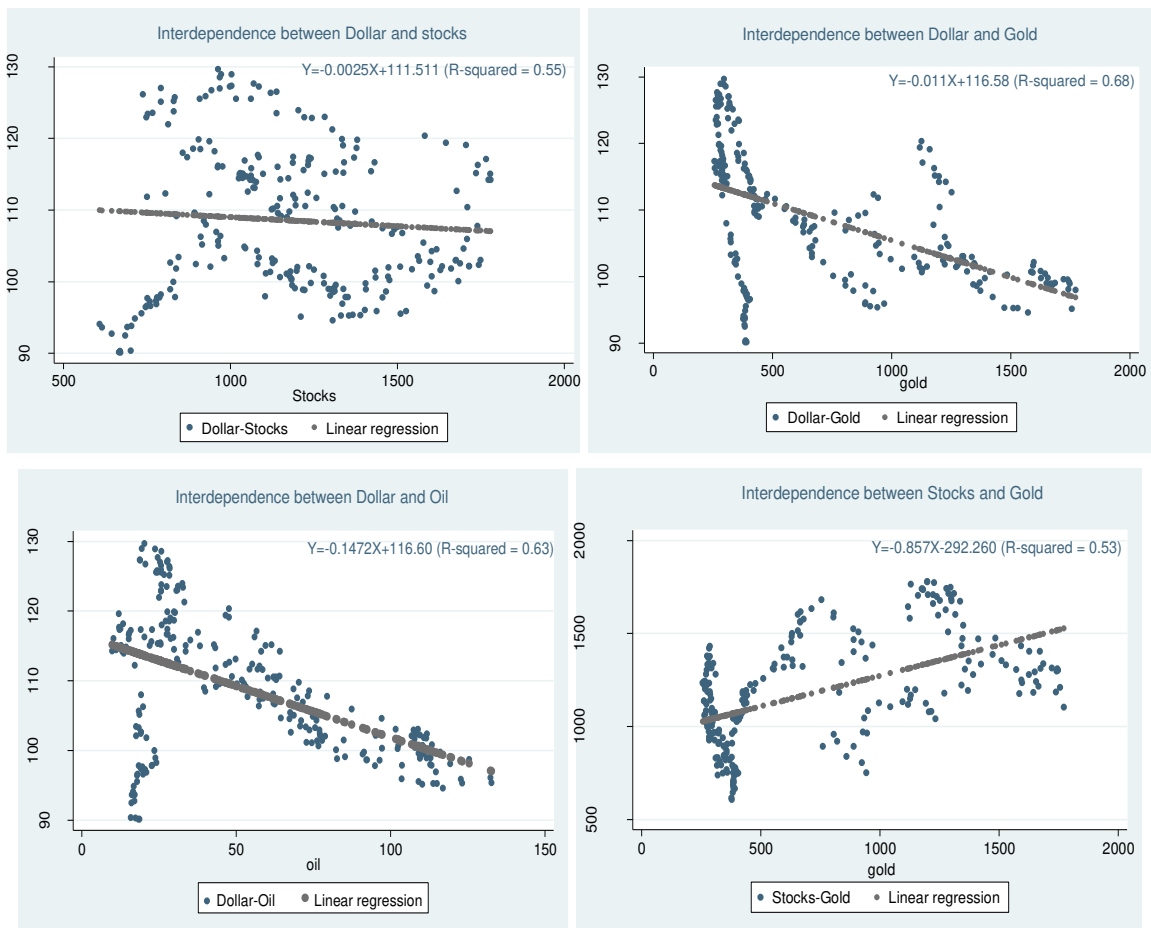 Interdependence between Dollar and stocks
Y=-0.0025X+111.511 (R-squared = 0.55)
130
120
110
100
90
500 1000 1500 2000
Stocks
Dollar-Stocks Linear regression
Interdependence between Dollar and Gold
Y=-0.011X+116.58 (R-squared = 0.68)
130
120
110
100
90
0 500 1000 1500 2000
gold
Dollar-Gold Linear regression
Interdependence between Dollar and Oil
Y=-0.1472X+116.60 (R-squared = 0.63)
130
120
110
100
90
0 50 100 150
oil
Dollar-Oil Linear regression
Interdependence between Stocks and Gold
Y=-0.857X-292.260 (R-squared = 0.53)
2000
1500
1000
500
0 500 1000 1500 2000
gold
Stocks-Gold Linear regression